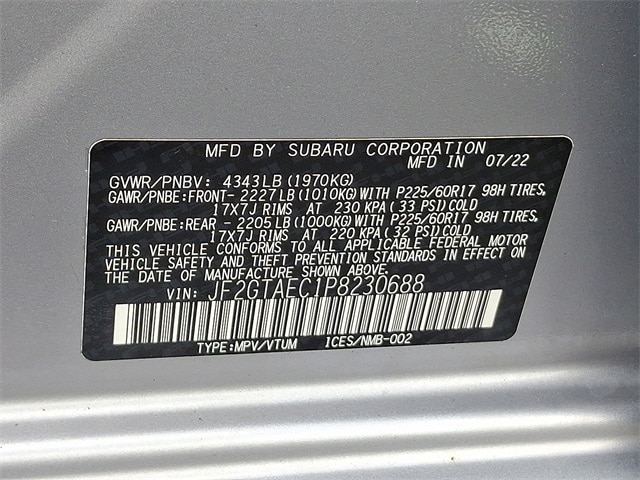 MFD BY SUBARU CORPORATION
MFD IN 07/22
GVWR/PNBV: 4343LB (1970KG)
GAWR/PNBE:FRONT- 2227LB (1010KG) WITH P225/60R17 98H TIRES,
17X7J RIMS AT 230 KPA (33 PSI) COLD
GAWR/PNBE:REAR - 2205LB (1000KG) WITH P225/60R17 98H TIRES,
17X7J RIMS AT 220 KPA (32 PSI) COLD
THIS VEHICLE CONFORMS TO ALL APPLICABLE FEDERAL MOTOR
VEHICLE SAFETY AND THEFT PREVENTION STANDARDS IN EFFECT ON
THE DATE OF MANUFACTURE SHOWN ABOVE.
VIN: JF2GTAEC1P8230688
TYPE:MPV/VTUM ICES/NMB-002